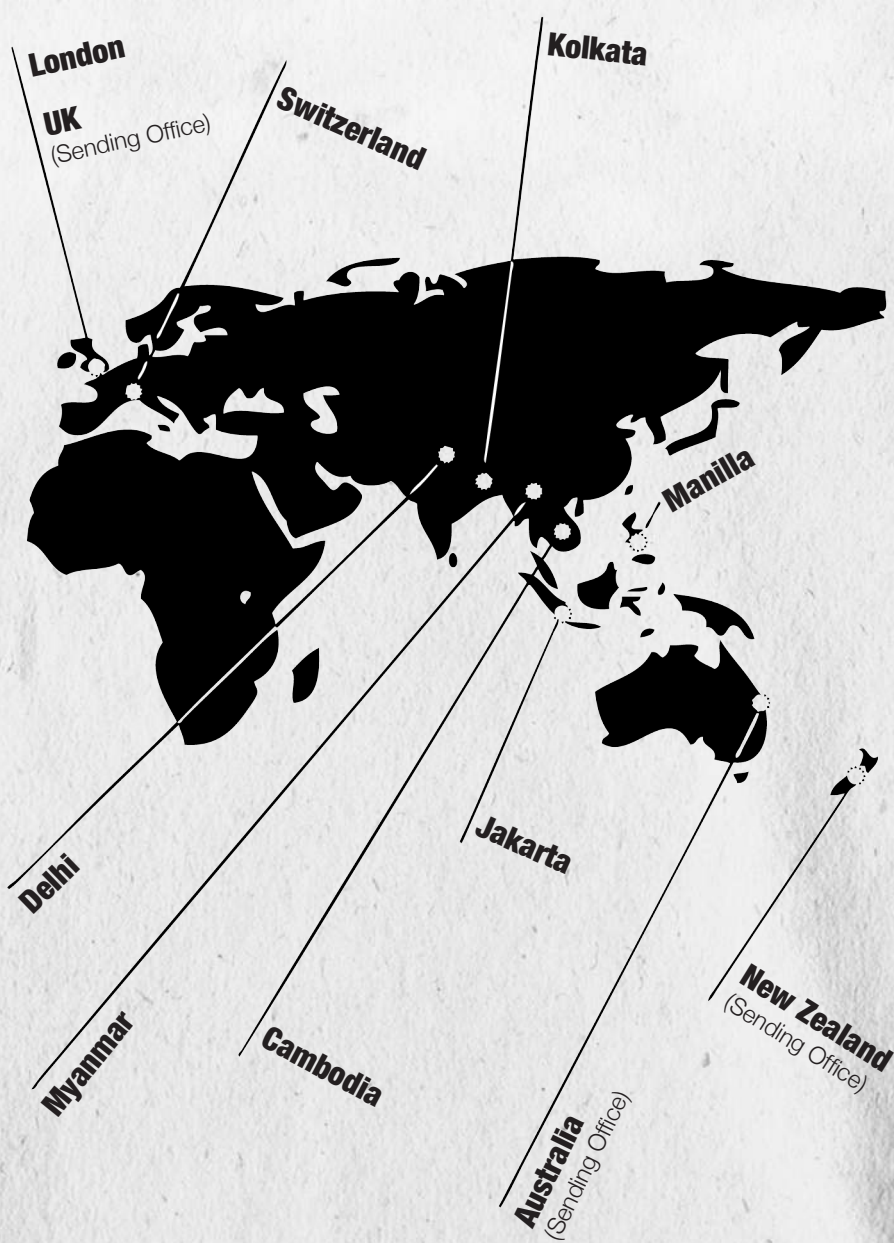 London
UK
(Sending Office)
Switzerland
Kolkata
Manilla
Delhi
Myanmar
Cambodia
Jakarta
Australia
(Sending Office)
New Zealand
(Sending Office)